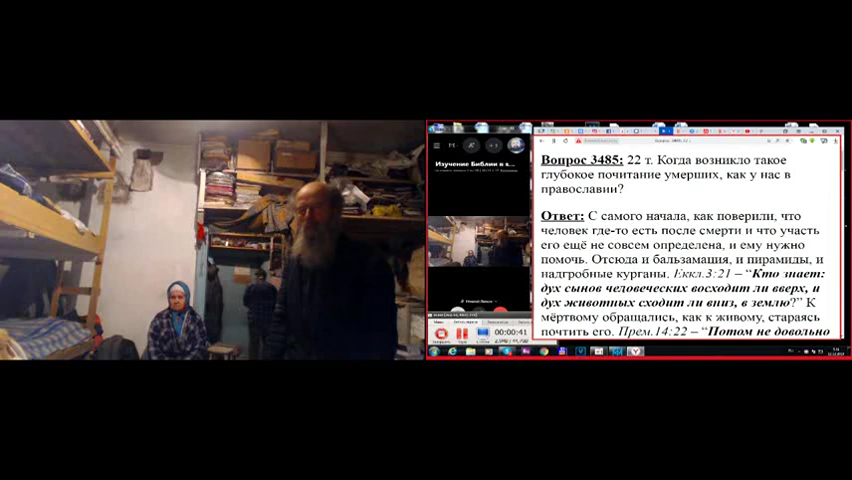 Изучение Библии в s...
Вопрос 3485: 22 т. Когда возникло такое
глубокое почитание умерших, как у нас в
православии?
Ответ: С самого начала, как поверили, что
человек где-то есть после смерти и что участь
его ещё не совсем определена, и ему нужно
помочь. Отсюда и бальзамация, и пирамиды, и
надгробные курганы. Еккл.3:21 – “Кто знает:
дух сынов человеческих восходит ли вверх, и
дух животных сходит ли вниз, в землю?” К
мёртвому обращались, как к живому, стараясь
почтить его. Прем.14:22 – “Потом не довольно
00:00:41